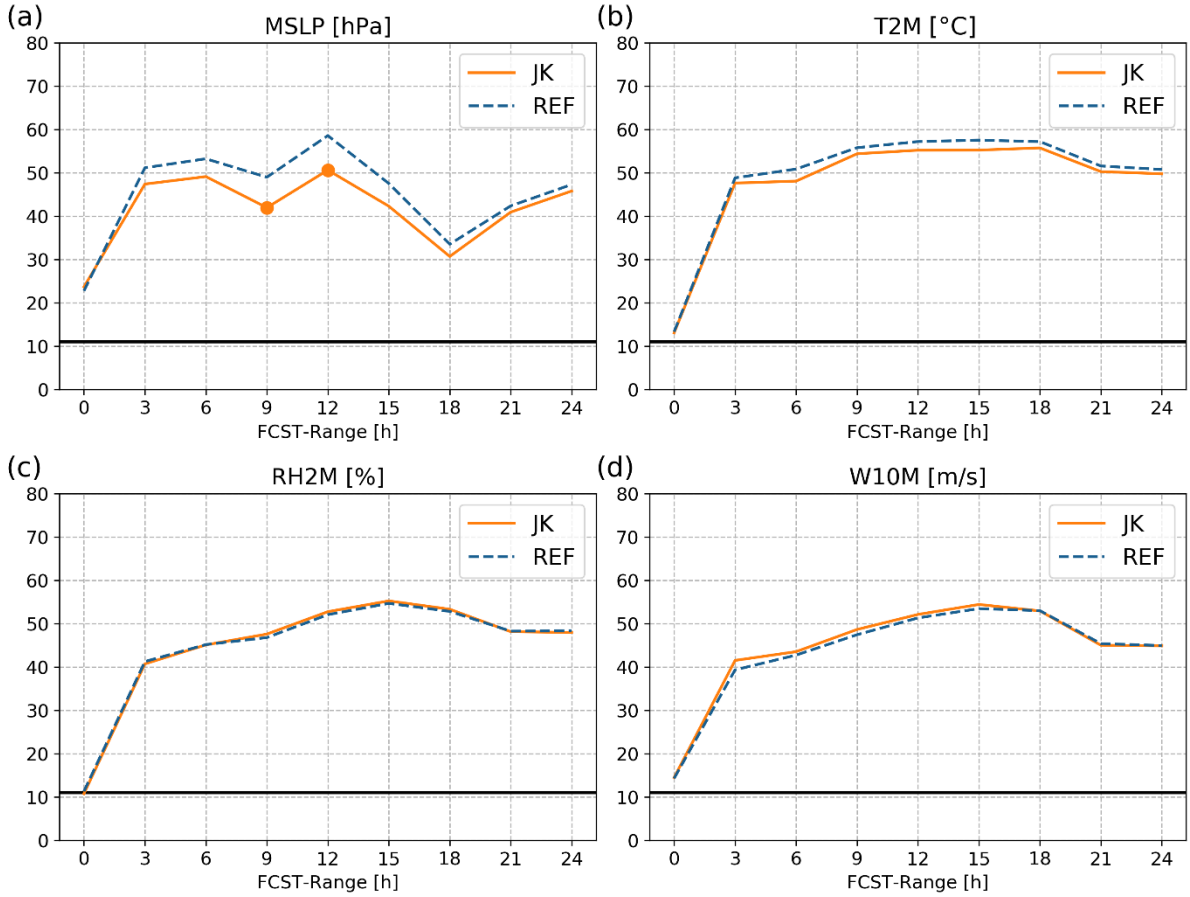 (a)
MSLP [hPa]
80
70
60
50
40
30
20
10
0
JK
REF
0 3 6 9 12 15 18 21 24
FCST-Range [h]
(b)
T2M [°C]
80
70
60
50
40
30
20
10
0
JK
REF
0 3 6 9 12 15 18 21 24
FCST-Range [h]
(c)
RH2M [%]
80
70
60
50
40
30
20
10
0
JK
REF
0 3 6 9 12 15 18 21 24
FCST-Range [h]
(d)
W10M [m/s]
80
70
60
50
40
30
20
10
0
JK
REF
0 3 6 9 12 15 18 21 24
FCST-Range [h]